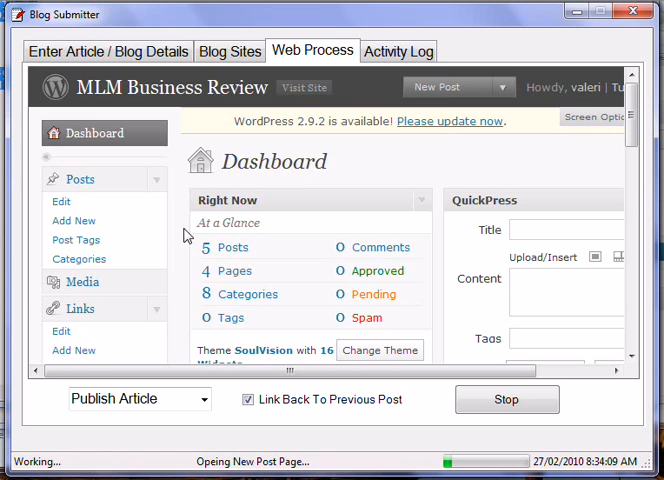 Blog Submitter
Enter Article / Blog Details Blog Sites Web Process Activity Log
MLM Business Review Visit Site New Post Howdy, valeri | Tu
WordPress 2.9.2 is available! Please update now. Screen Optio
Dashboard
Dashboard
Posts
Edit
Add New
Post Tags
Categories
Media
Links
Edit
Add New
Right Now
At a Glance
5 Posts 0 Comments
4 Pages 0 Approved
8 Categories 0 Pending
0 Tags 0 Spam
Theme SoulVision with 16 Change Theme
Widgets
QuickPress
Title
Upload/Insert
Content
Tags
Publish Article Link Back To Previous Post Stop
Working... Opeing New Post Page... 27/02/2010 8:34:09 AM